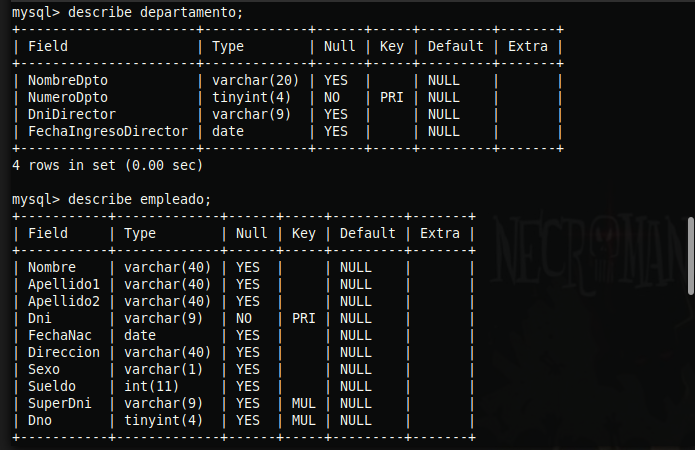 mysql> describe departamento;
+----------------------+-------------+------+-----+---------+-------+
| Field                | Type        | Null | Key | Default | Extra |
+----------------------+-------------+------+-----+---------+-------+
| NombreDpto           | varchar(20) | YES  |     | NULL    |       |
| NumeroDpto           | tinyint(4)  | NO   | PRI | NULL    |       |
| DniDirector          | varchar(9)  | YES  |     | NULL    |       |
| FechaIngresoDirector | date        | YES  |     | NULL    |       |
+----------------------+-------------+------+-----+---------+-------+
4 rows in set (0.00 sec)

mysql> describe empleado;
+-----------+-------------+------+-----+---------+-------+
| Field     | Type        | Null | Key | Default | Extra |
+-----------+-------------+------+-----+---------+-------+
| Nombre    | varchar(40) | YES  |     | NULL    |       |
| Apellido1 | varchar(40) | YES  |     | NULL    |       |
| Apellido2 | varchar(40) | YES  |     | NULL    |       |
| Dni       | varchar(9)  | NO   | PRI | NULL    |       |
| FechaNac  | date        | YES  |     | NULL    |       |
| Direccion | varchar(40) | YES  |     | NULL    |       |
| Sexo      | varchar(1)  | YES  |     | NULL    |       |
| Sueldo    | int(11)     | YES  |     | NULL    |       |
| SuperDni  | varchar(9)  | YES  | MUL | NULL    |       |
| Dno       | tinyint(4)  | YES  | MUL | NULL    |       |
+-----------+-------------+------+-----+---------+-------+